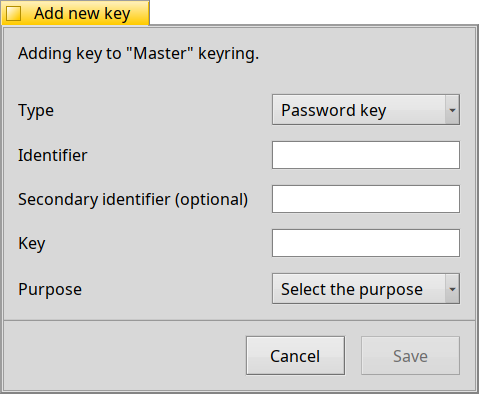 Add new key
Adding key to "Master" keyring.
Type
Password key
Identifier
Secondary identifier (optional)
Key
Purpose
Select the purpose
Cancel
Save